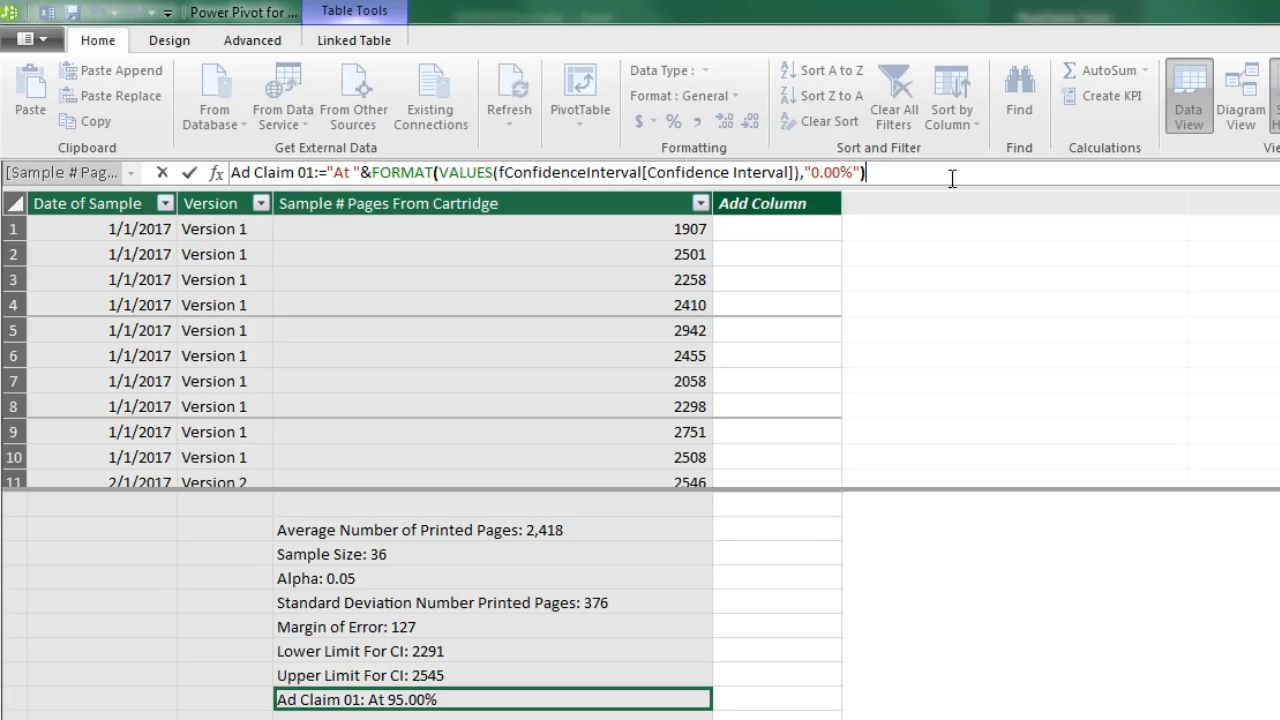 Power Pivot for ... Table Tools
Home Design Advanced Linked Table
Paste Append
Paste Replace
Copy
Paste
From Database
From Data Service
From Other Sources
Existing Connections
Refresh
PivotTable
Data Type :
Format : General
$ % ,
Sort A to Z
Sort Z to A
Clear Sort
Clear All Filters
Sort by Column
Find
AutoSum
Create KPI
Data View
Diagram View
Clipboard Get External Data Formatting Sort and Filter Find Calculations
[Sample # Pag... fx Ad Claim 01:="At "&FORMAT(VALUES(fConfidenceInterval[Confidence Interval]),"0.00%")
Date of Sample Version Sample # Pages From Cartridge Add Column
1 1/1/2017 Version 1 1907
2 1/1/2017 Version 1 2501
3 1/1/2017 Version 1 2258
4 1/1/2017 Version 1 2410
5 1/1/2017 Version 1 2942
6 1/1/2017 Version 1 2455
7 1/1/2017 Version 1 2058
8 1/1/2017 Version 1 2298
9 1/1/2017 Version 1 2751
10 1/1/2017 Version 1 2508
11 2/1/2017 Version 2 2546
Average Number of Printed Pages: 2,418
Sample Size: 36
Alpha: 0.05
Standard Deviation Number Printed Pages: 376
Margin of Error: 127
Lower Limit For CI: 2291
Upper Limit For CI: 2545
Ad Claim 01: At 95.00%